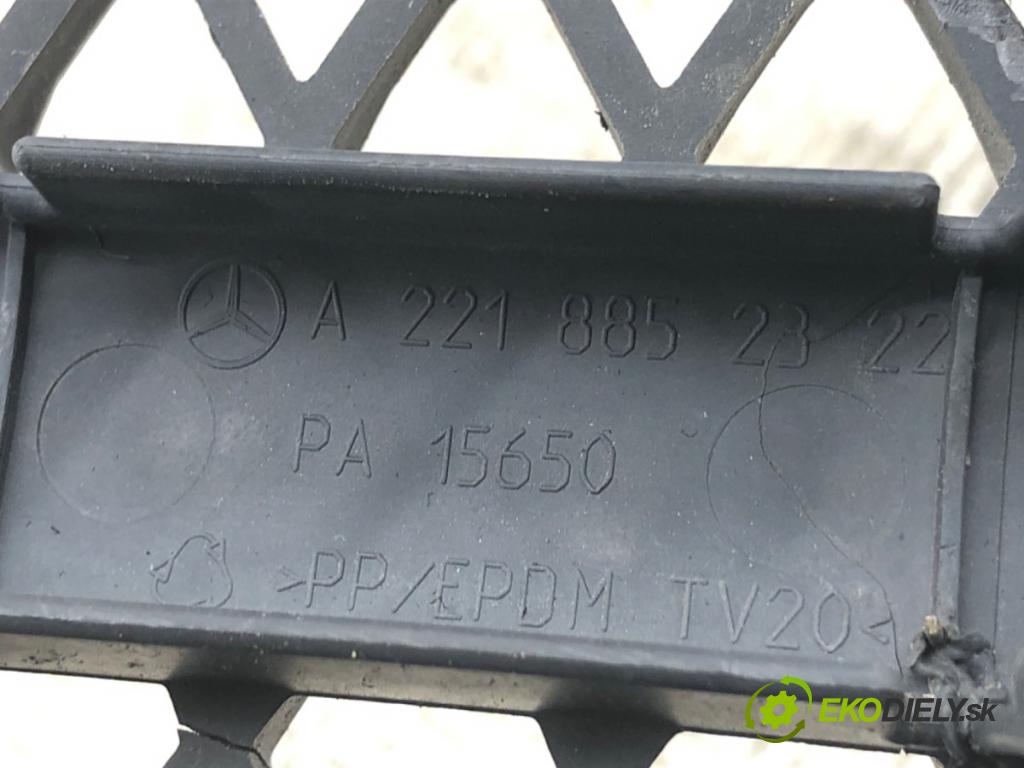 A 221 885 23 22
PA 15650
>PP/EPDM TV20<
EKODIELY.sk